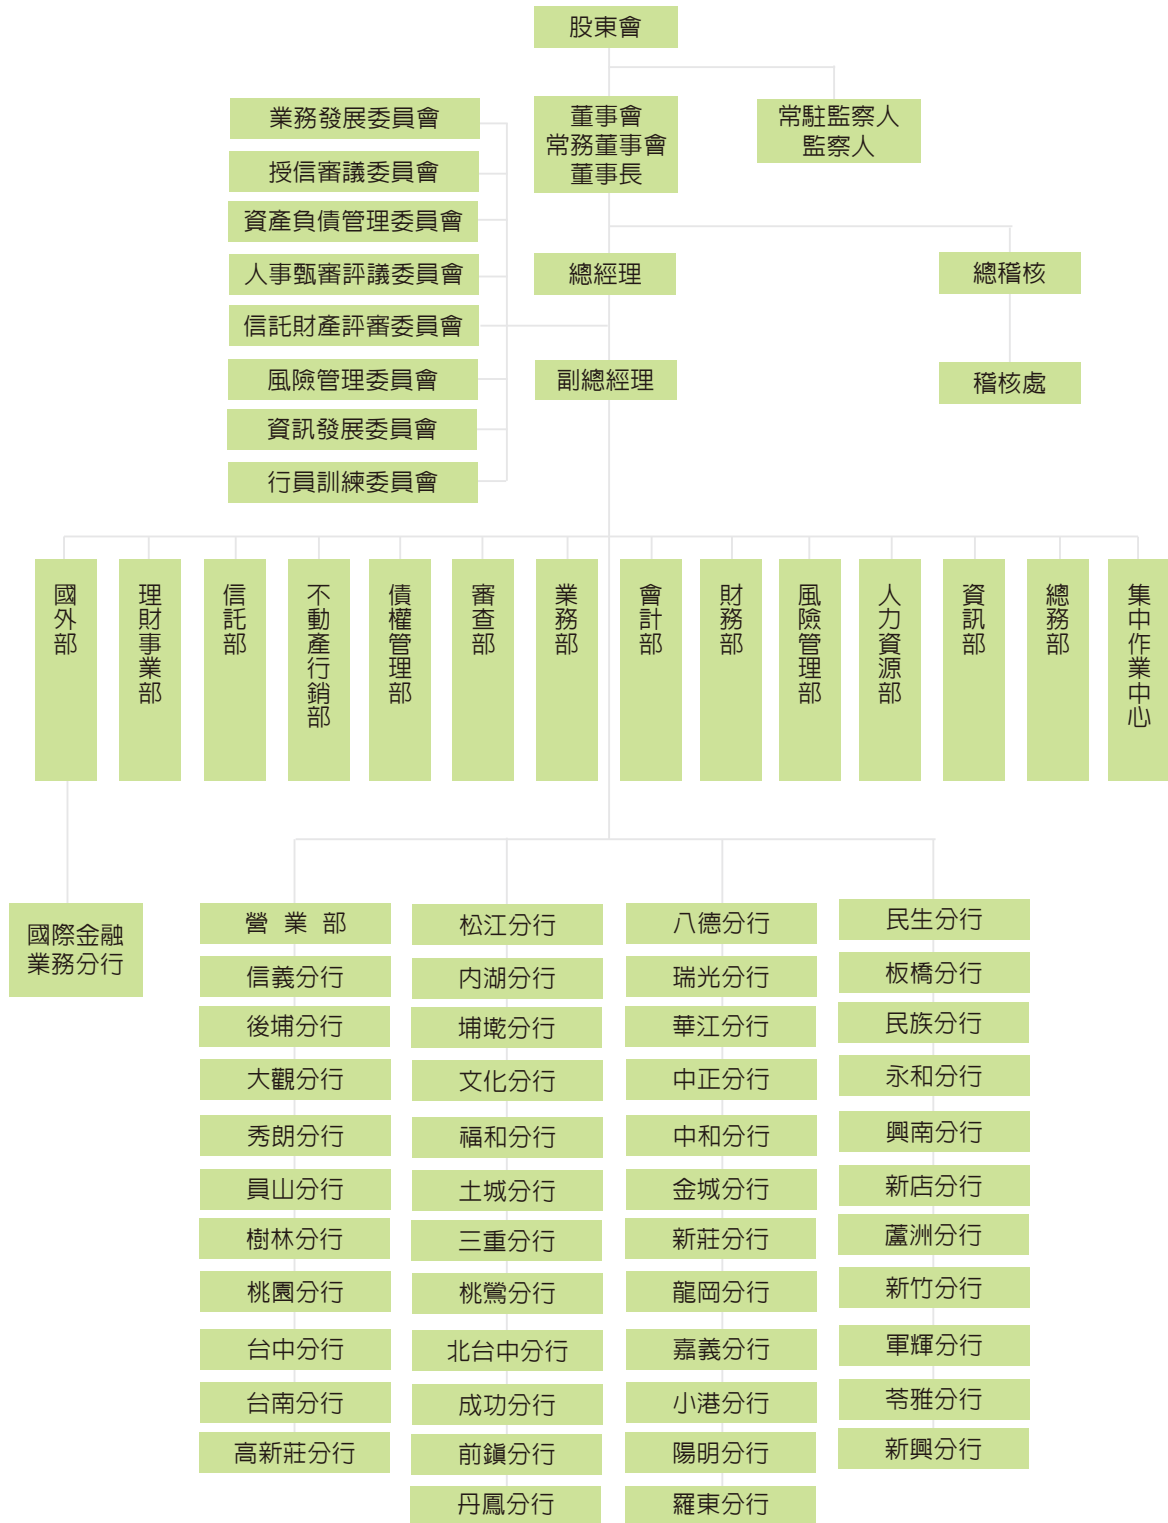 股東會
董事會
常務董事會
董事長
常駐監察人
監察人
業務發展委員會
授信審議委員會
資產負債管理委員會
人事甄審評議委員會
信託財產評審委員會
風險管理委員會
資訊發展委員會
行員訓練委員會
總經理
總稽核
副總經理
稽核處
國外部
理財事業部
信託部
不動產行銷部
債權管理部
審查部
業務部
會計部
財務部
風險管理部
人力資源部
資訊部
總務部
集中作業中心
國際金融
業務分行
營 業 部
信義分行
後埔分行
大觀分行
秀朗分行
員山分行
樹林分行
桃園分行
台中分行
台南分行
高新莊分行
松江分行
內湖分行
埔墘分行
文化分行
福和分行
土城分行
三重分行
桃鶯分行
北台中分行
成功分行
前鎮分行
丹鳳分行
八德分行
瑞光分行
華江分行
中正分行
中和分行
金城分行
新莊分行
龍岡分行
嘉義分行
小港分行
陽明分行
羅東分行
民生分行
板橋分行
民族分行
永和分行
興南分行
新店分行
蘆洲分行
新竹分行
軍輝分行
苓雅分行
新興分行